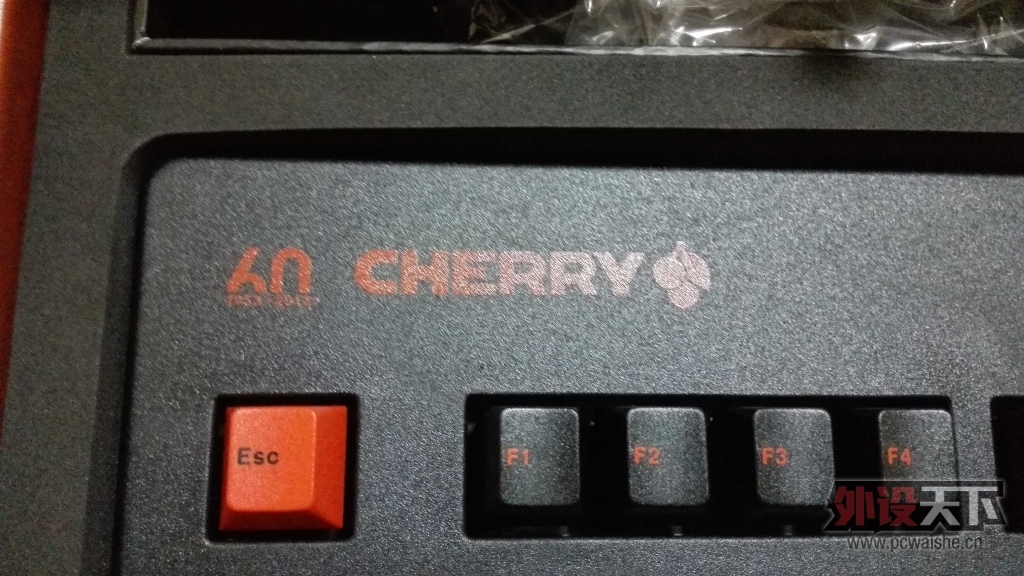 60 CHERRY
Esc F1 F2 F3 F4
外设天下
www.pcwaishe.cn